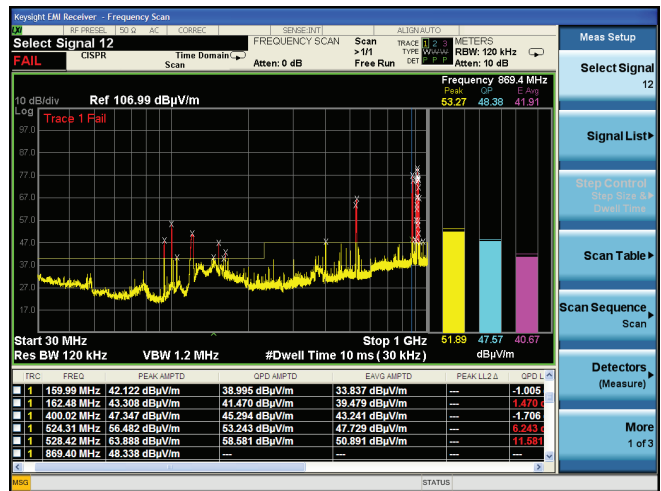 Keysight EMI Receiver - Frequency Scan
LXI RF PRESEL 50 Ω AC CORREC SENSE:INT ALIGN AUTO
Select Signal 12
FAIL
CISPR
Time Domain
Scan
FREQUENCY SCAN
Atten: 0 dB
Scan
>1/1
Free Run
TRACE 1 2 3
TYPE W W W
DET P P P
METERS
RBW: 120 kHz
Atten: 10 dB
10 dB/div Ref 106.99 dBµV/m
Log
Trace 1 Fail
97.0
87.0
77.0
67.0
57.0
47.0
37.0
27.0
17.0
Start 30 MHz Stop 1 GHz
Res BW 120 kHz VBW 1.2 MHz #Dwell Time 10 ms (30 kHz)
Frequency 869.4 MHz
Peak QP E Avg
53.27 48.38 41.91
51.89 47.57 40.67
dBµV/m
TRC FREQ PEAK AMPTD QPD AMPTD EAVG AMPTD PEAK LL2 Δ QPD L
1 159.99 MHz 42.122 dBµV/m 38.995 dBµV/m 33.837 dBµV/m --- -1.005
1 162.48 MHz 43.308 dBµV/m 41.470 dBµV/m 39.479 dBµV/m --- 1.470 d
1 400.02 MHz 47.347 dBµV/m 45.294 dBµV/m 43.241 dBµV/m --- -1.706
1 524.31 MHz 56.482 dBµV/m 53.243 dBµV/m 47.729 dBµV/m --- 6.243 d
1 528.42 MHz 63.888 dBµV/m 58.581 dBµV/m 50.891 dBµV/m --- 11.581
1 869.40 MHz 48.338 dBµV/m --- --- --- ---
MSG STATUS
Meas Setup
Select Signal
12
Signal List
Step Control
Step Size &
Dwell Time
Scan Table
Scan Sequence
Scan
Detectors
(Measure)
More
1 of 3